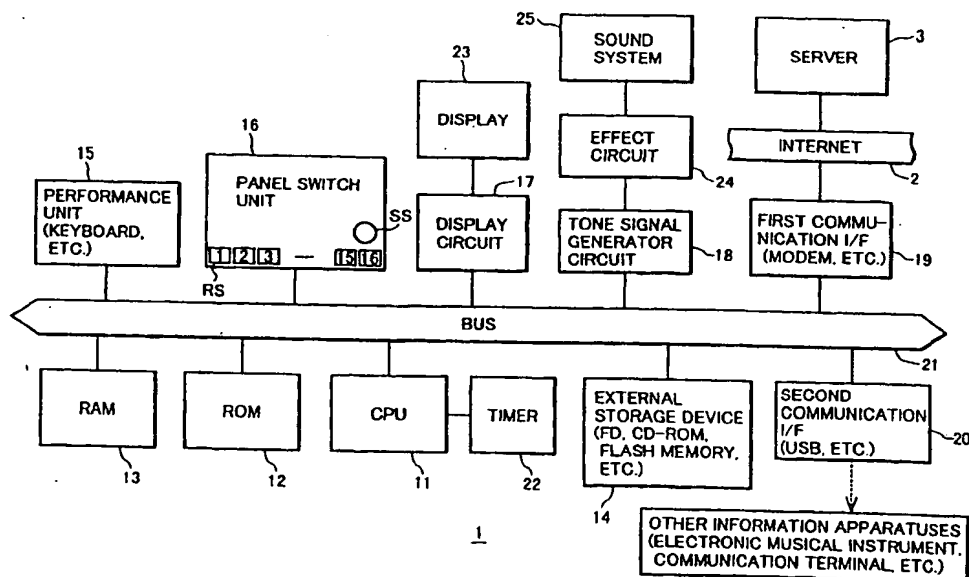 25
SOUND
SYSTEM
3
SERVER
23
DISPLAY
16
EFFECT
CIRCUIT
24
INTERNET
2
15
PERFORMANCE
UNIT
(KEYBOARD,
ETC.)
PANEL SWITCH
UNIT
SS
1 2 3 — 15 16
RS
17
DISPLAY
CIRCUIT
TONE SIGNAL
GENERATOR
CIRCUIT
18
FIRST COMMU-
NICATION I/F
(MODEM, ETC.)
19
BUS
21
RAM
13
ROM
12
CPU
11
TIMER
22
EXTERNAL
STORAGE DEVICE
(FD, CD-ROM,
FLASH MEMORY,
ETC.)
14
SECOND
COMMUNICATION
I/F
(USB, ETC.)
20
1
OTHER INFORMATION APPARATUSES
(ELECTRONIC MUSICAL INSTRUMENT,
COMMUNICATION TERMINAL, ETC.)